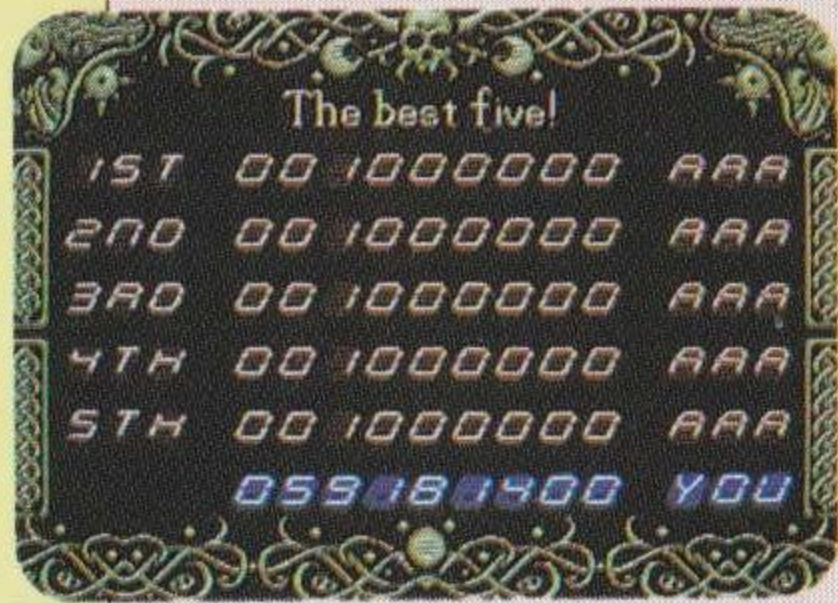 The best five!
1ST 001000000 AAA
2ND 001000000 AAA
3RD 001000000 AAA
4TH 001000000 AAA
5TH 001000000 AAA
059181400 YOU